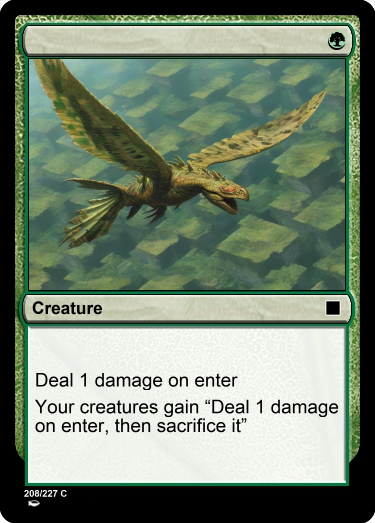 Creature
Deal 1 damage on enter
Your creatures gain “Deal 1 damage
on enter, then sacrifice it”
208/227 C